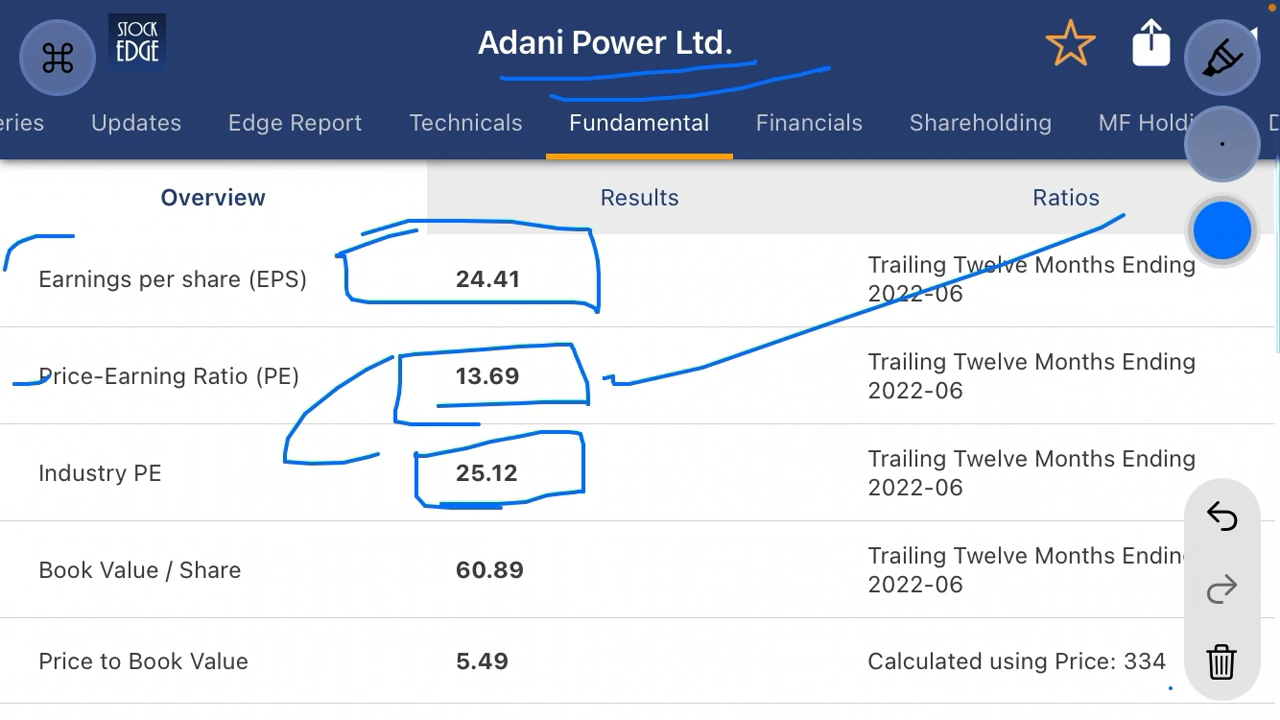 STOCK
EDGE
Adani Power Ltd.
eries Updates Edge Report Technicals Fundamental Financials Shareholding MF Holdi D
Overview Results Ratios
Earnings per share (EPS) 24.41 Trailing Twelve Months Ending
2022-06
Price-Earning Ratio (PE) 13.69 Trailing Twelve Months Ending
2022-06
Industry PE 25.12 Trailing Twelve Months Ending
2022-06
Book Value / Share 60.89 Trailing Twelve Months Ending
2022-06
Price to Book Value 5.49 Calculated using Price: 334